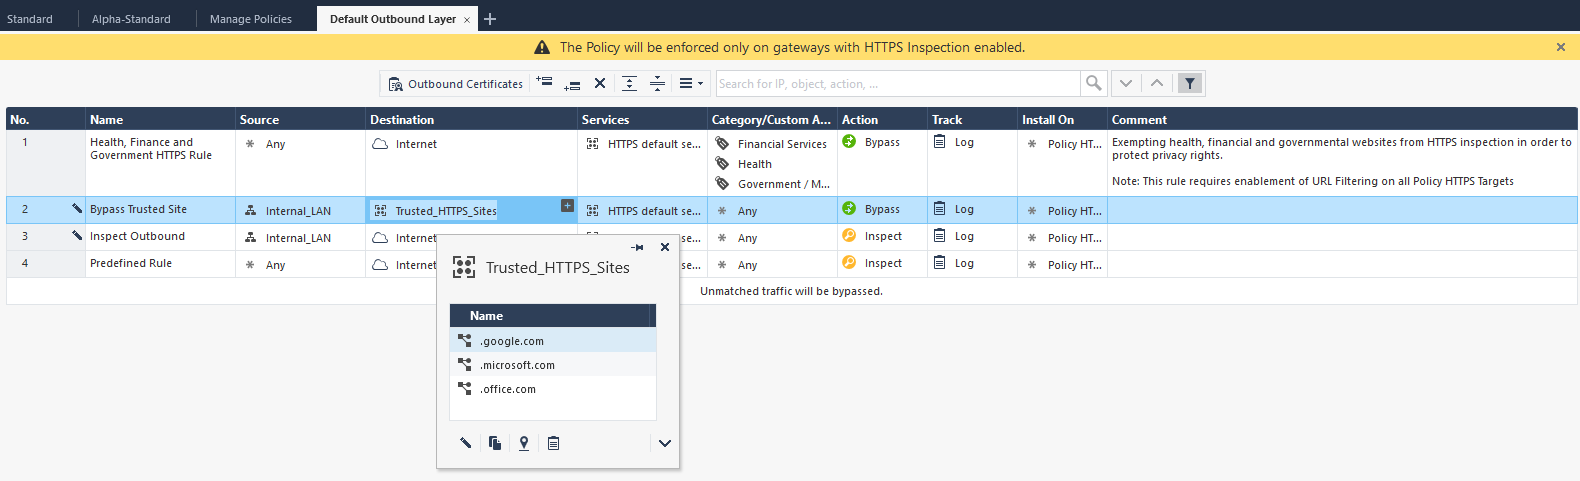 Standard
Alpha-Standard
Manage Policies
Default Outbound Layer
The Policy will be enforced only on gateways with HTTPS Inspection enabled.
Outbound Certificates
Search for IP, object, action, ...
No. Name Source Destination Services Category/Custom A... Action Track Install On Comment
1 Health, Finance and Government HTTPS Rule Any Internet HTTPS default se... Financial Services Bypass Log Policy HT... Exempting health, financial and governmental websites from HTTPS inspection in order to
protect privacy rights.
Health
Government / M...
Note: This rule requires enablement of URL Filtering on all Policy HTTPS Targets
2 Bypass Trusted Site Internal_LAN Trusted_HTTPS_Sites HTTPS default se... Any Bypass Log Policy HT...
3 Inspect Outbound Internal_LAN Internet se... Any Inspect Log Policy HT...
4 Predefined Rule Any Internet se... Any Inspect Log Policy HT...
Unmatched traffic will be bypassed.
Trusted_HTTPS_Sites
Name
.google.com
.microsoft.com
.office.com